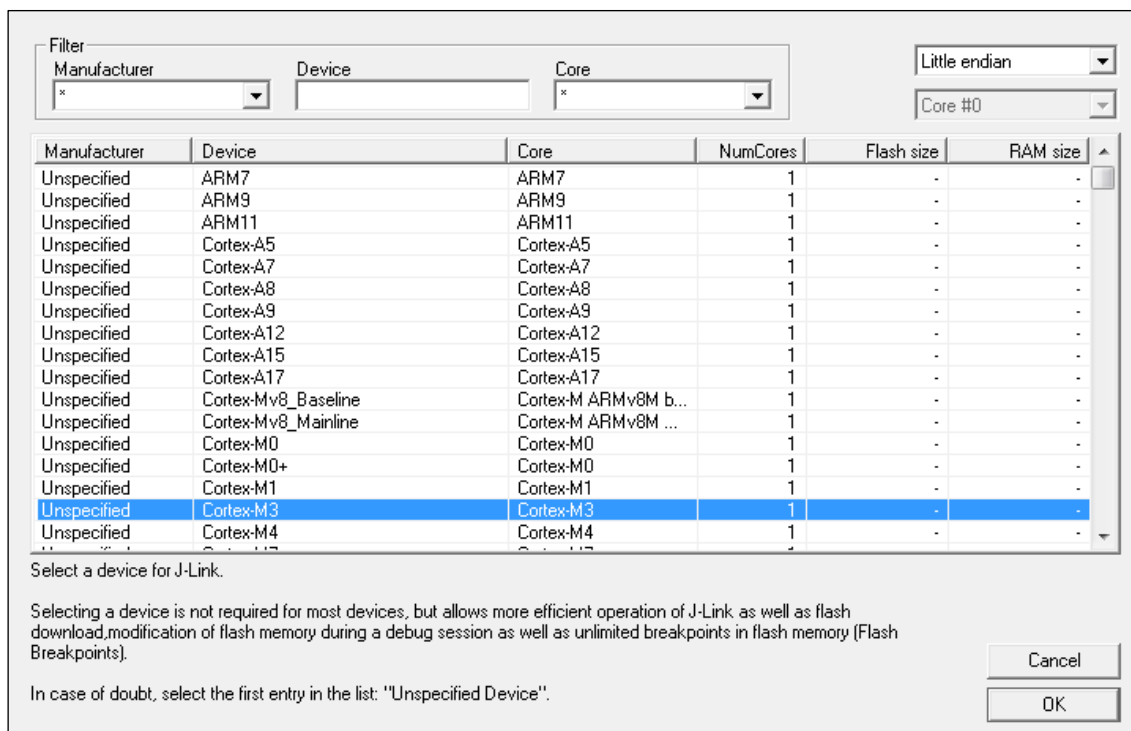 Filter
Manufacturer Device Core
* *
Little endian
Core #0
Manufacturer Device Core NumCores Flash size RAM size
Unspecified ARM7 ARM7 1 - -
Unspecified ARM9 ARM9 1 - -
Unspecified ARM11 ARM11 1 - -
Unspecified Cortex-A5 Cortex-A5 1 - -
Unspecified Cortex-A7 Cortex-A7 1 - -
Unspecified Cortex-A8 Cortex-A8 1 - -
Unspecified Cortex-A9 Cortex-A9 1 - -
Unspecified Cortex-A12 Cortex-A12 1 - -
Unspecified Cortex-A15 Cortex-A15 1 - -
Unspecified Cortex-A17 Cortex-A17 1 - -
Unspecified Cortex-Mv8_Baseline Cortex-M ARMv8M b... 1 - -
Unspecified Cortex-Mv8_Mainline Cortex-M ARMv8M ... 1 - -
Unspecified Cortex-M0 Cortex-M0 1 - -
Unspecified Cortex-M0+ Cortex-M0 1 - -
Unspecified Cortex-M1 Cortex-M1 1 - -
Unspecified Cortex-M3 Cortex-M3 1 - -
Unspecified Cortex-M4 Cortex-M4 1 - -
Select a device for J-Link.
Selecting a device is not required for most devices, but allows more efficient operation of J-Link as well as flash
download,modification of flash memory during a debug session as well as unlimited breakpoints in flash memory (Flash
Breakpoints).
In case of doubt, select the first entry in the list: "Unspecified Device".
Cancel
OK